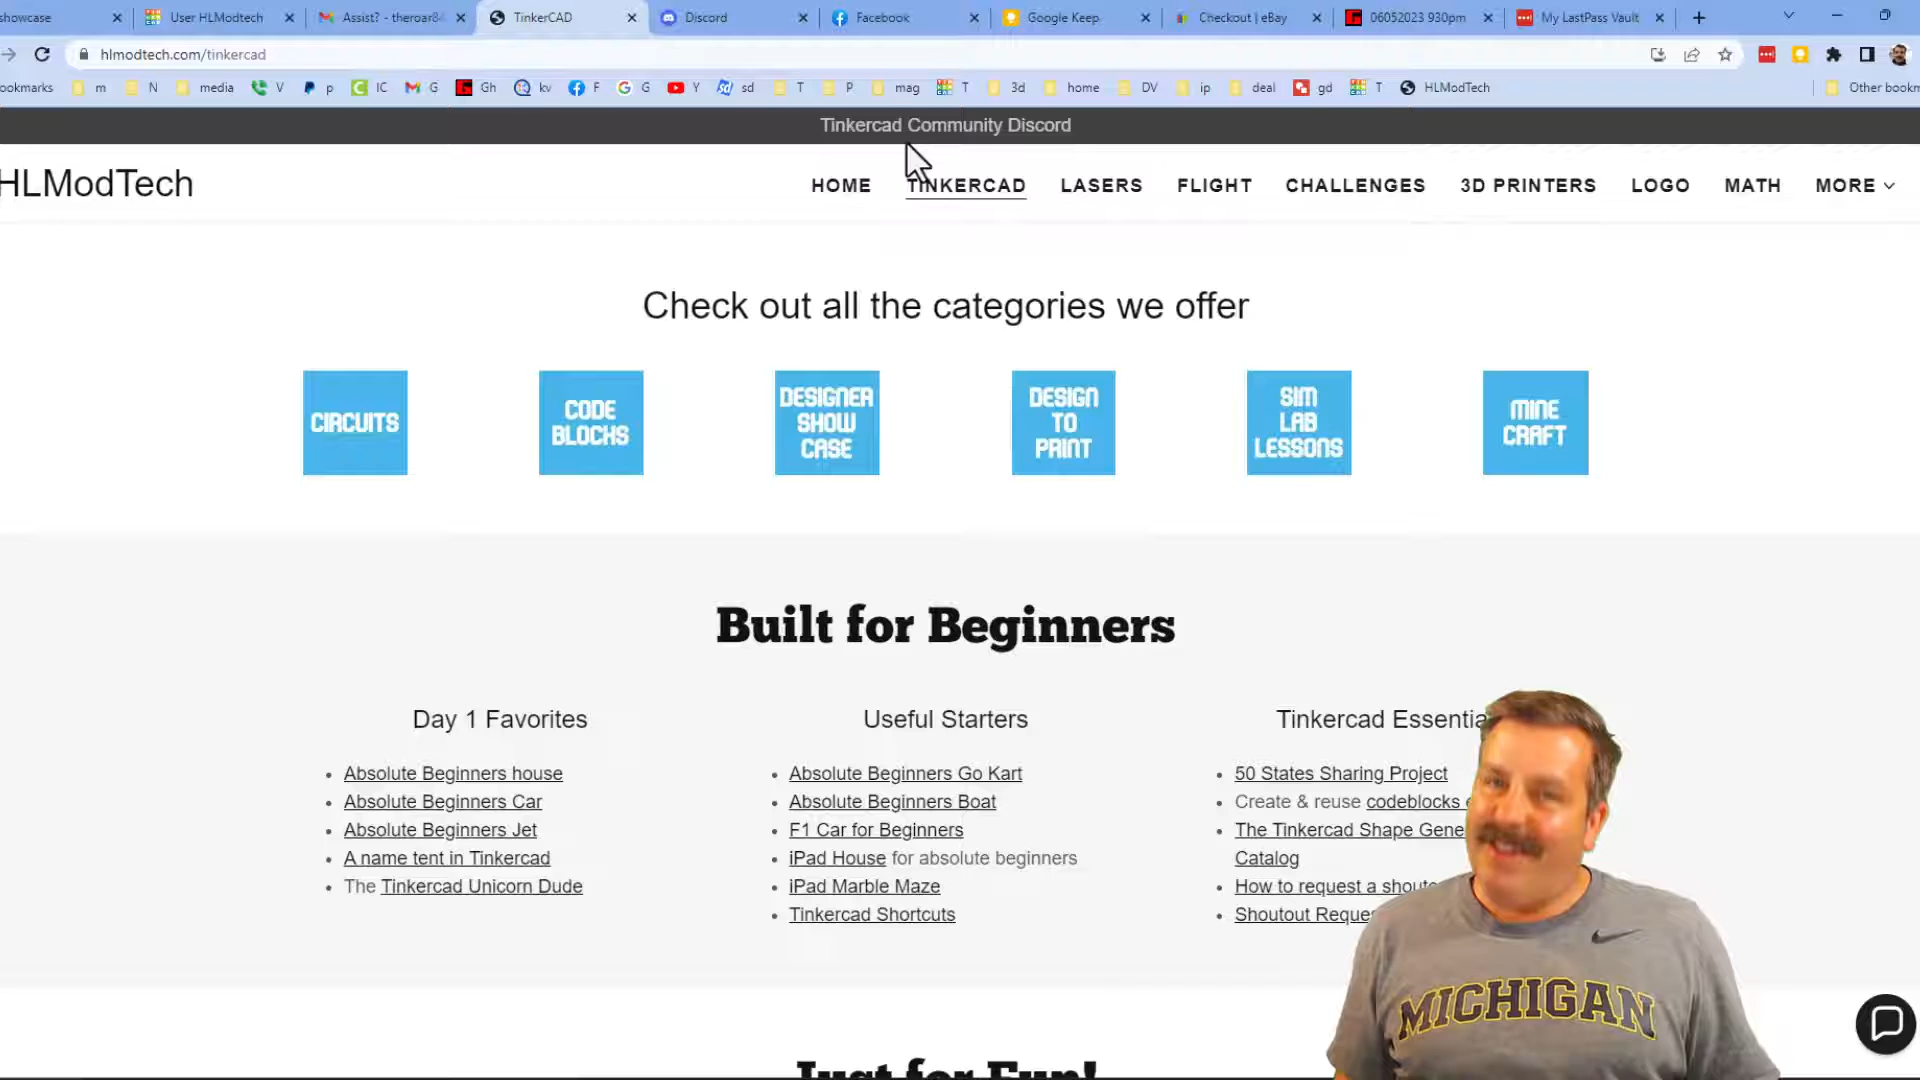 showcase
User HLModtech
Assist? - theroar84
TinkerCAD
Discord
Facebook
Google Keep
Checkout | eBay
06052023 930pm
My LastPass Vault
hlmodtech.com/tinkercad
ookmarks m N media V p IC G Gh kv F G Y sd T P mag T 3d home DV ip deal gd T HLModTech Other bookm
Tinkercad Community Discord
HLModTech
HOME TINKERCAD LASERS FLIGHT CHALLENGES 3D PRINTERS LOGO MATH MORE
Check out all the categories we offer
CIRCUITS
CODE
BLOCKS
DESIGNER
SHOW
CASE
DESIGN
TO
PRINT
SIM
LAB
LESSONS
MINE
CRAFT
Built for Beginners
Day 1 Favorites
Absolute Beginners house
Absolute Beginners Car
Absolute Beginners Jet
A name tent in Tinkercad
The Tinkercad Unicorn Dude
Useful Starters
Absolute Beginners Go Kart
Absolute Beginners Boat
F1 Car for Beginners
iPad House for absolute beginners
iPad Marble Maze
Tinkercad Shortcuts
Tinkercad Essentia
50 States Sharing Project
Create & reuse codeblocks
The Tinkercad Shape Gene
Catalog
How to request a shout
Shoutout Reque
MICHIGAN
Just for Fun!